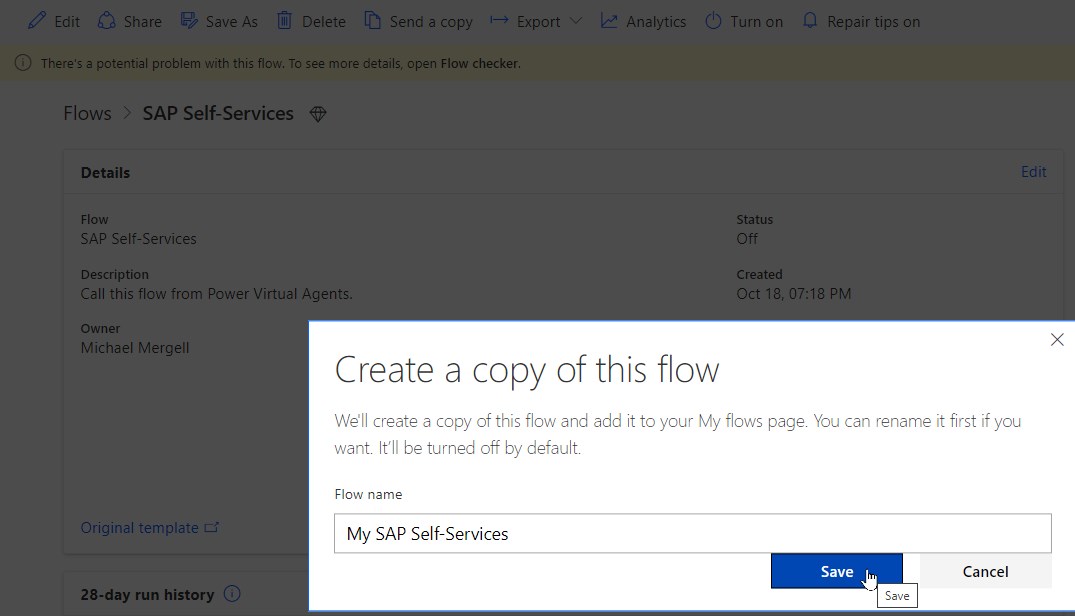 Edit Share Save As Delete Send a copy Export Analytics Turn on Repair tips on
There's a potential problem with this flow. To see more details, open Flow checker.
Flows > SAP Self-Services
Details Edit
Flow Status
SAP Self-Services Off
Description Created
Call this flow from Power Virtual Agents. Oct 18, 07:18 PM
Owner
Michael Mergell
Create a copy of this flow
We'll create a copy of this flow and add it to your My flows page. You can rename it first if you
want. It'll be turned off by default.
Flow name
Original template
My SAP Self-Services
Save Cancel
Save
28-day run history